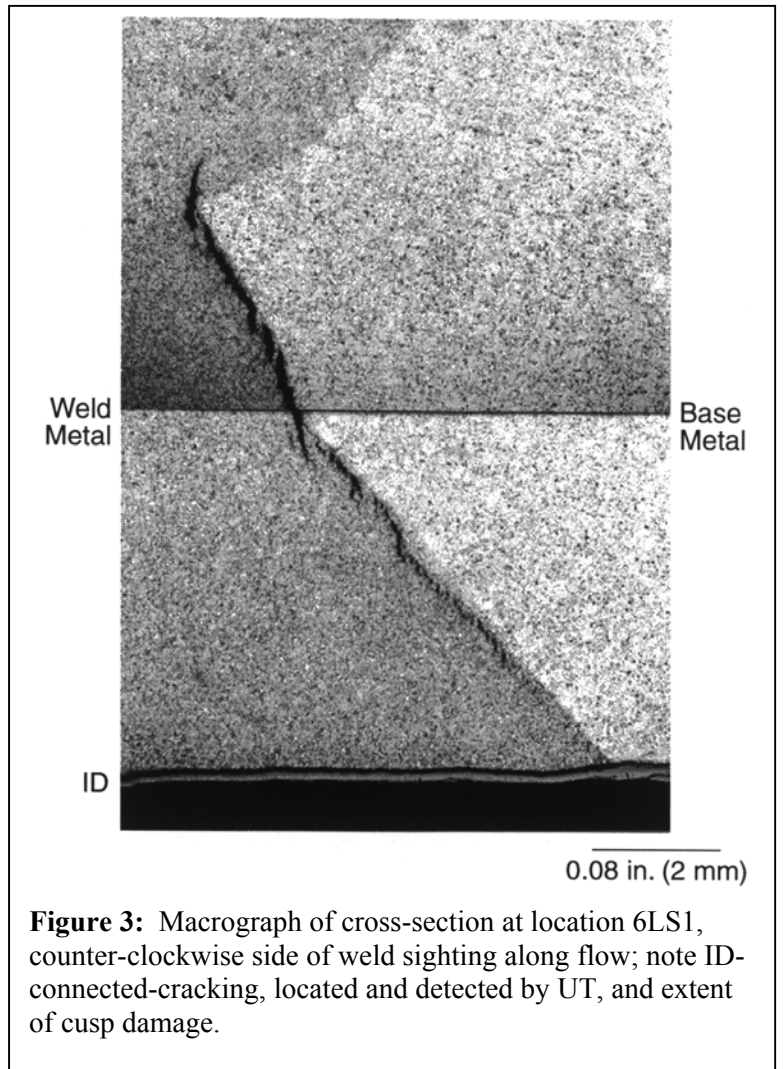 Weld
Metal
Base
Metal
ID
0.08 in. (2 mm)
Figure 3: Macrograph of cross-section at location 6LS1,
counter-clockwise side of weld sighting along flow; note ID-
connected-cracking, located and detected by UT, and extent
of cusp damage.